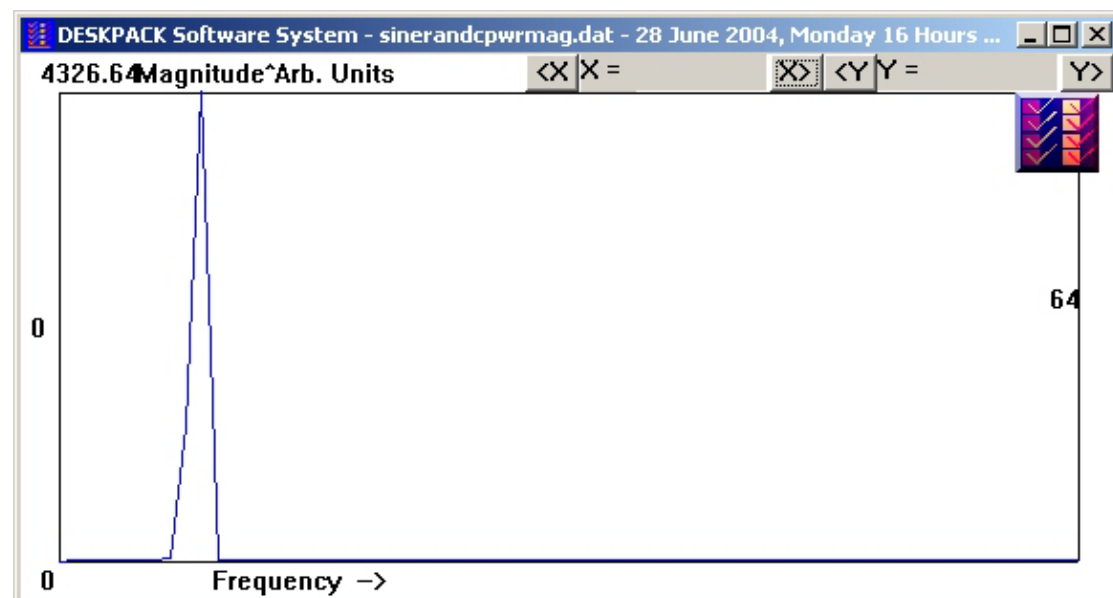 DESKPACK Software System - sinerandcpwrmag.dat - 28 June 2004, Monday 16 Hours ...
4326.64Magnitude^Arb. Units <X X = X> <Y Y = Y>
64
0
0 Frequency ->